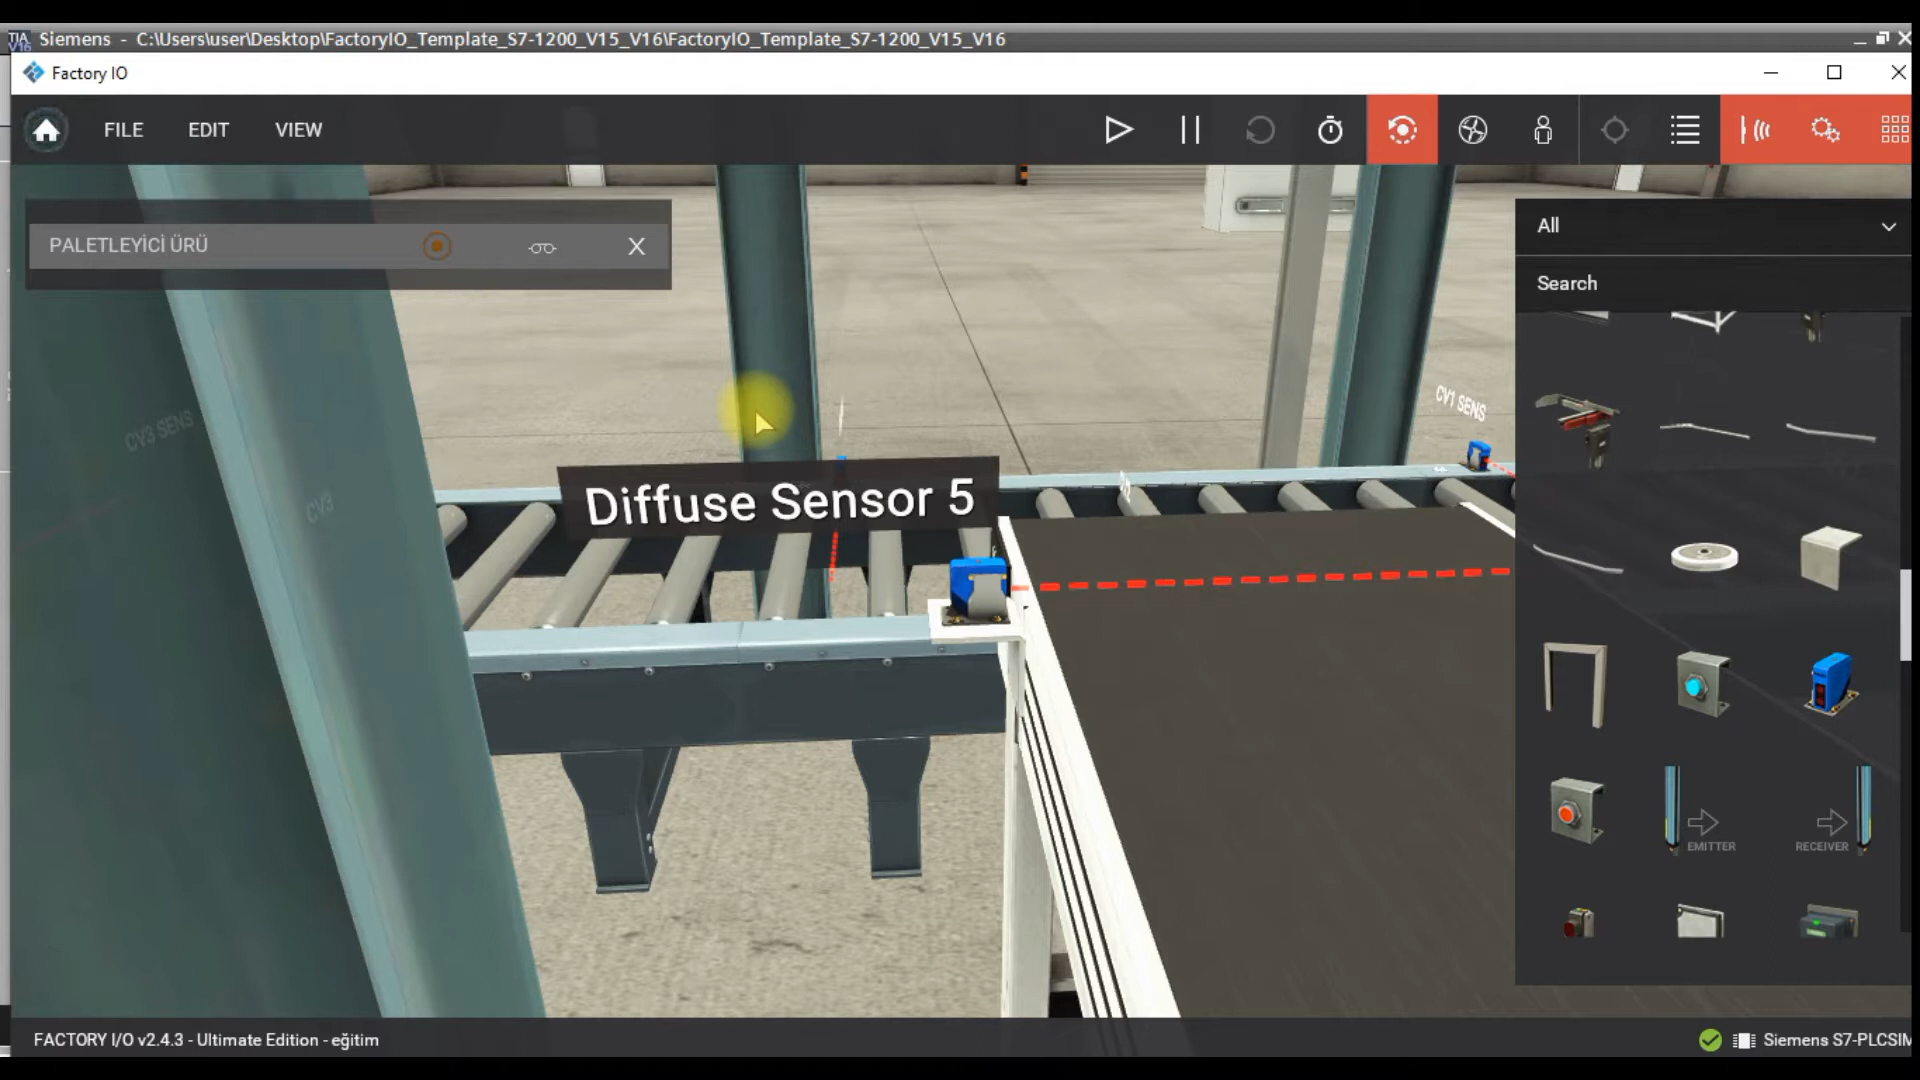 TIA
V16
Siemens - C:\Users\user\Desktop\FactoryIO_Template_S7-1200_V15_V16\FactoryIO_Template_S7-1200_V15_V16
Factory IO
FILE
EDIT
VIEW
PALETLEYİCİ ÜRÜ
X
All
Search
CV1 SENS
CV3 SENS
CV3
Diffuse Sensor 5
EMITTER
RECEIVER
FACTORY I/O v2.4.3 - Ultimate Edition - eğitim
Siemens S7-PLCSIM